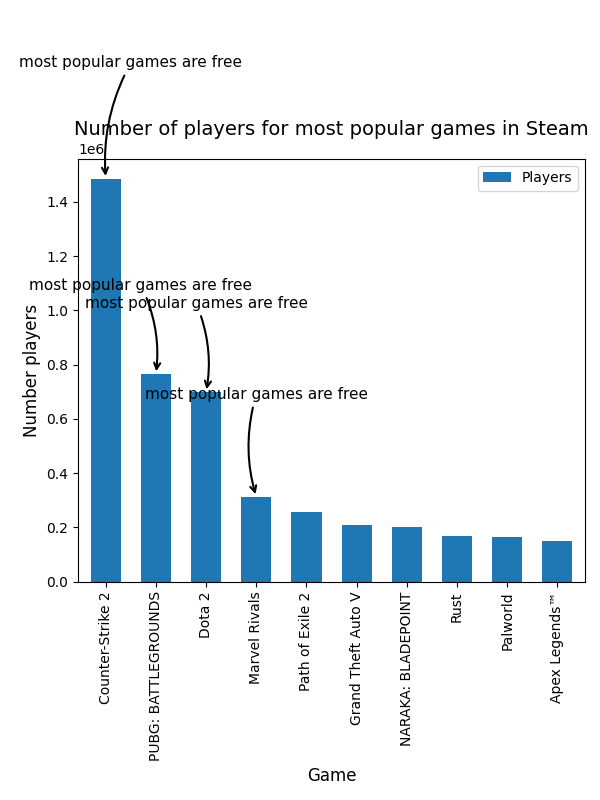 most popular games are free
Number of players for most popular games in Steam
1e6
Players
1.4
1.2
most popular games are free
most popular games are free
1.0
0.8
most popular games are free
0.6
0.4
0.2
0.0
Number players
Counter-Strike 2
PUBG: BATTLEGROUNDS
Dota 2
Marvel Rivals
Path of Exile 2
Grand Theft Auto V
NARAKA: BLADEPOINT
Rust
Palworld
Apex Legends™
Game